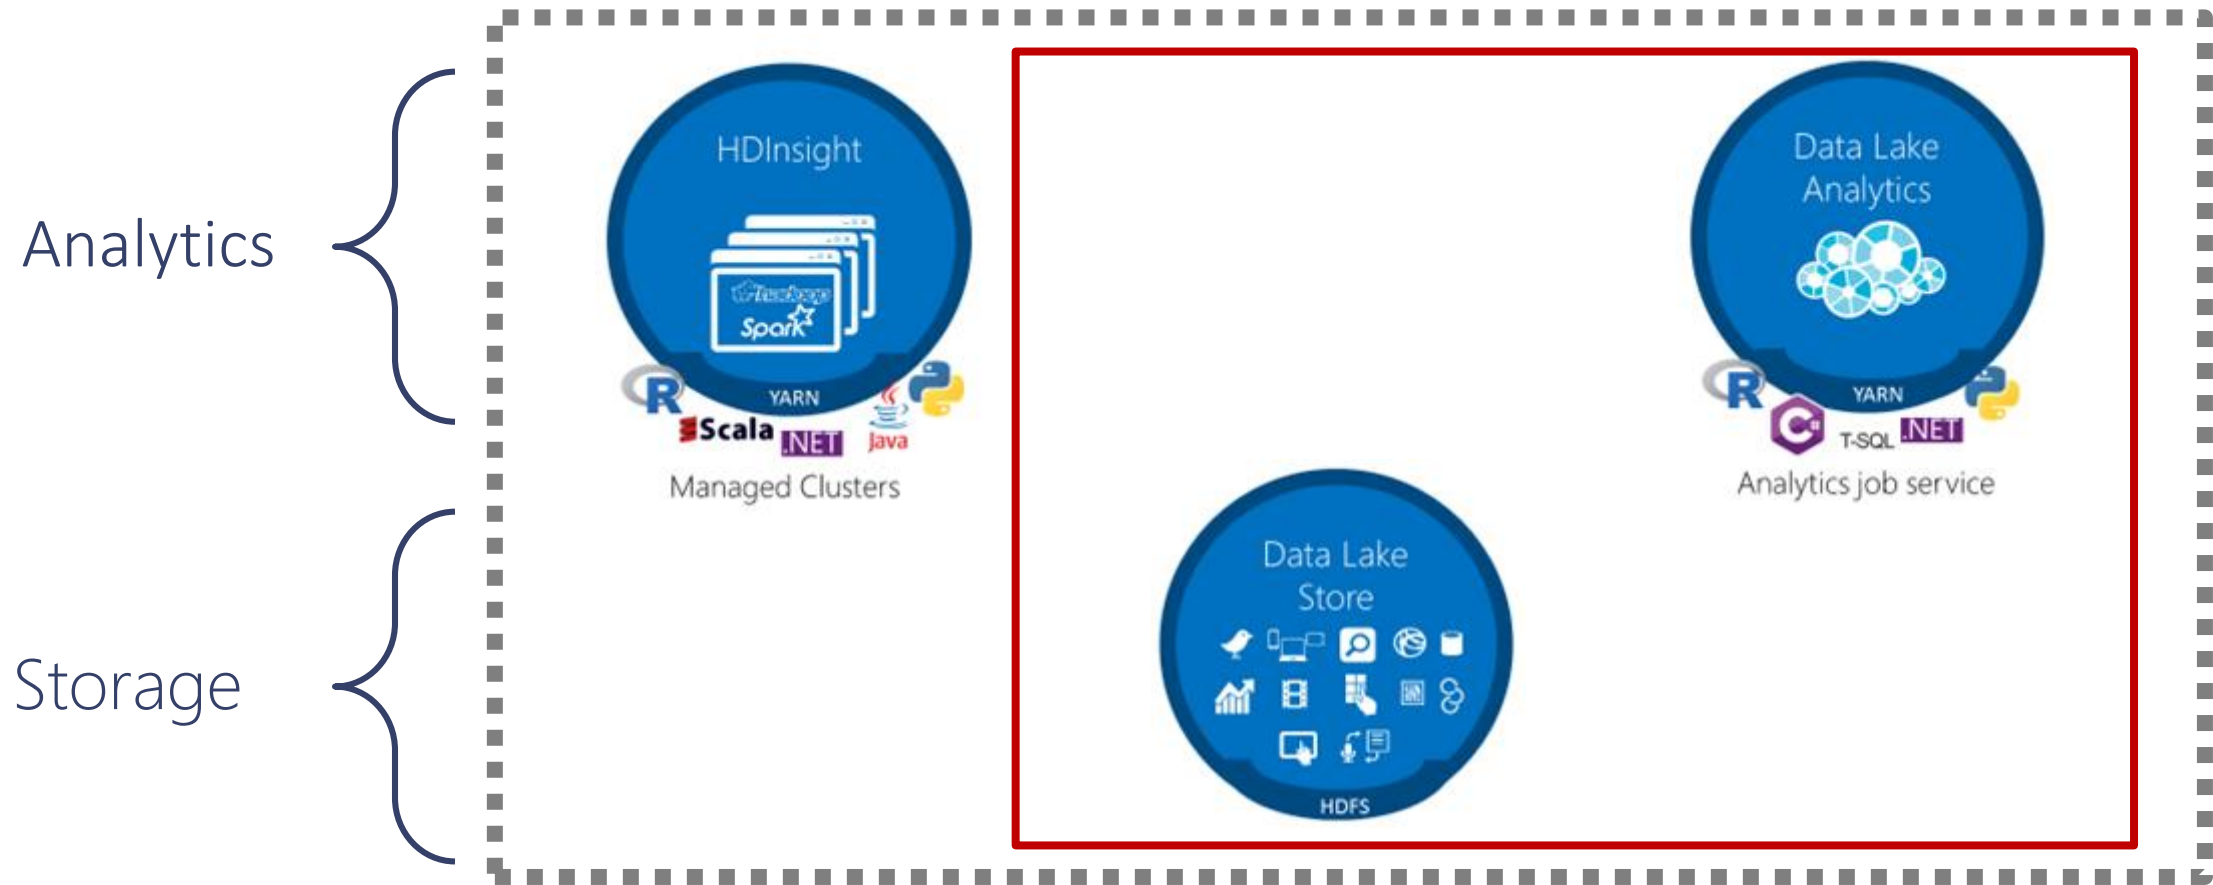 Analytics
HDInsight
hadoop
Spark
YARN
R
Scala
.NET
Java
Managed Clusters
Data Lake
Analytics
YARN
R
C#
T-SQL
.NET
Analytics job service
Storage
Data Lake
Store
HDFS